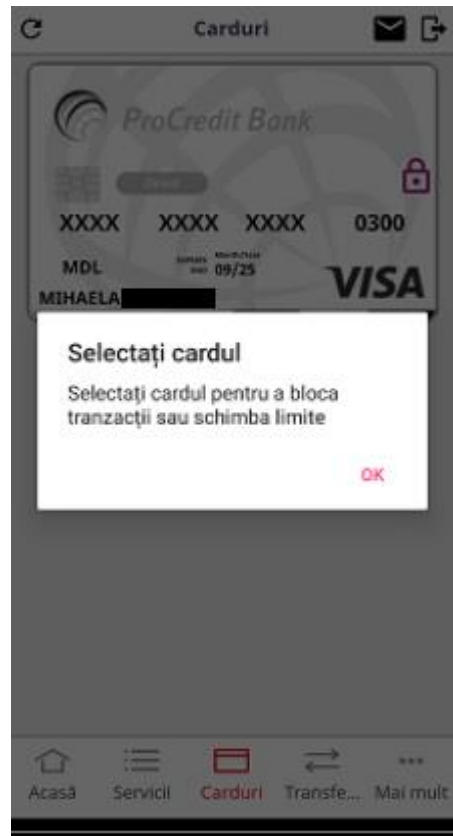 Carduri
ProCredit Bank
XXXX XXXX XXXX 0300
MDL
09/25
VISA
MIHAELA
Selectați cardul
Selectați cardul pentru a bloca
tranzacții sau schimba limite
OK
Acasă Servicii Carduri Transfe... Mai mult